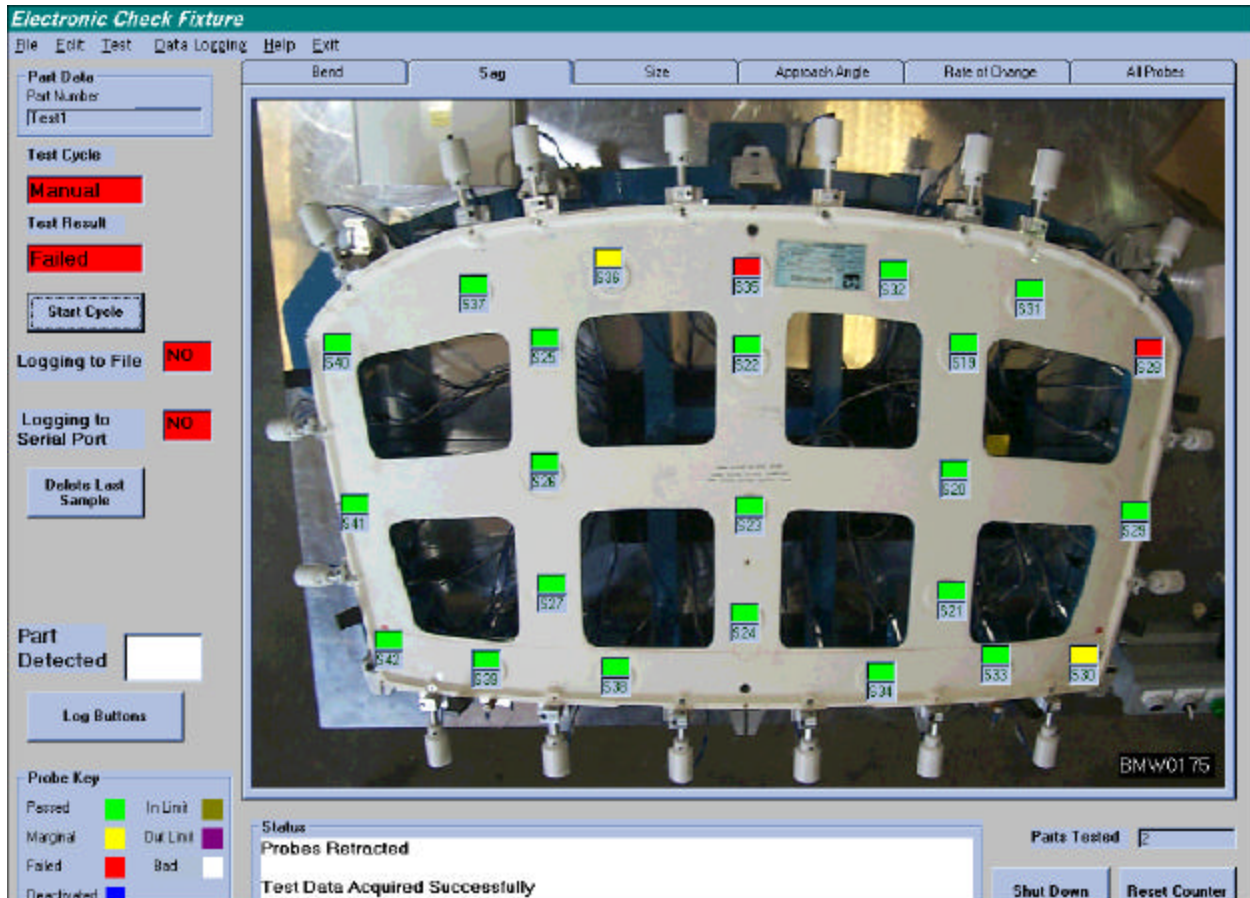 Electronic Check Fixture
File Edit Test Data Logging Help Exit
Part Data
Part Number
Test1
Test Cycle
Manual
Test Result
Failed
Start Cycle
Logging to File NO
Logging to Serial Port NO
Delete Last Sample
Part Detected
Log Buttons
Probe Key
Passed In Limit
Marginal Out Limit
Failed Bad
Deactivated
Bend Sag Size Approach Angle Rate of Change All Probes
S36 S35 S32
S37 S31
S40 S25 S22 S19 S28
S26 S20
S41 S23 S29
S27 S21
S24
S42 S39 S38 S34 S33 S30
BMW0175
Status
Probes Retracted
Test Data Acquired Successfully
Parts Tested 2
Shut Down Reset Counter